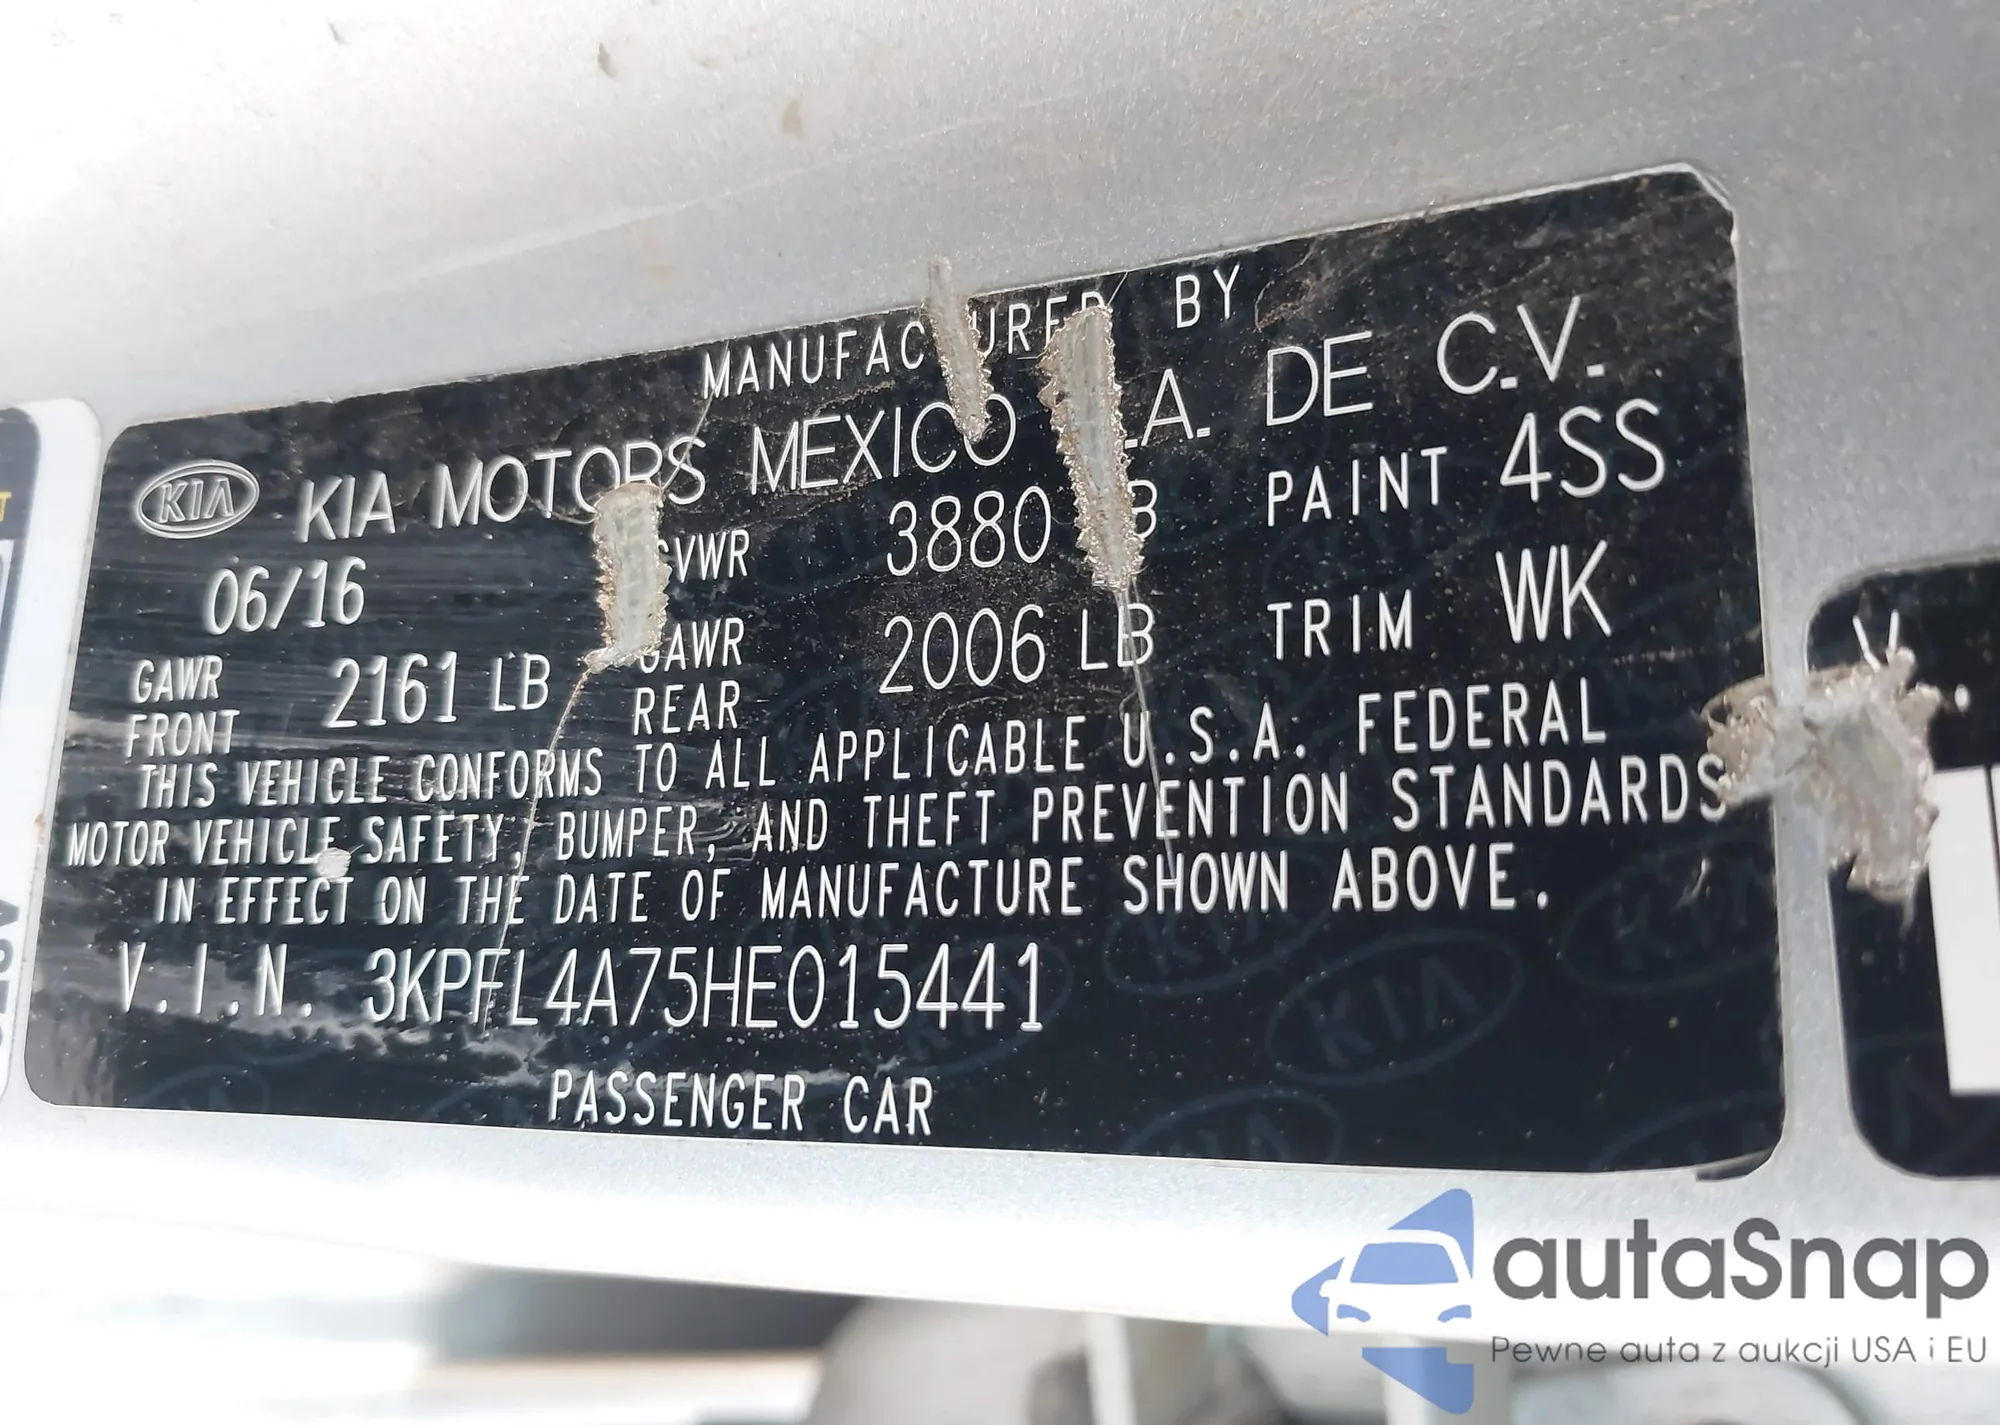 MANUFACTURED BY
KIA KIA MOTORS MEXICO S.A. DE C.V.
06/16 GVWR 3880 LB PAINT 4SS
GAWR FRONT 2161 LB GAWR REAR 2006 LB TRIM WK
THIS VEHICLE CONFORMS TO ALL APPLICABLE U.S.A. FEDERAL
MOTOR VEHICLE SAFETY, BUMPER, AND THEFT PREVENTION STANDARDS
IN EFFECT ON THE DATE OF MANUFACTURE SHOWN ABOVE.
V.I.N. 3KPFL4A75HE015441
PASSENGER CAR
autaSnap
Pewne auta z aukcji USA i EU